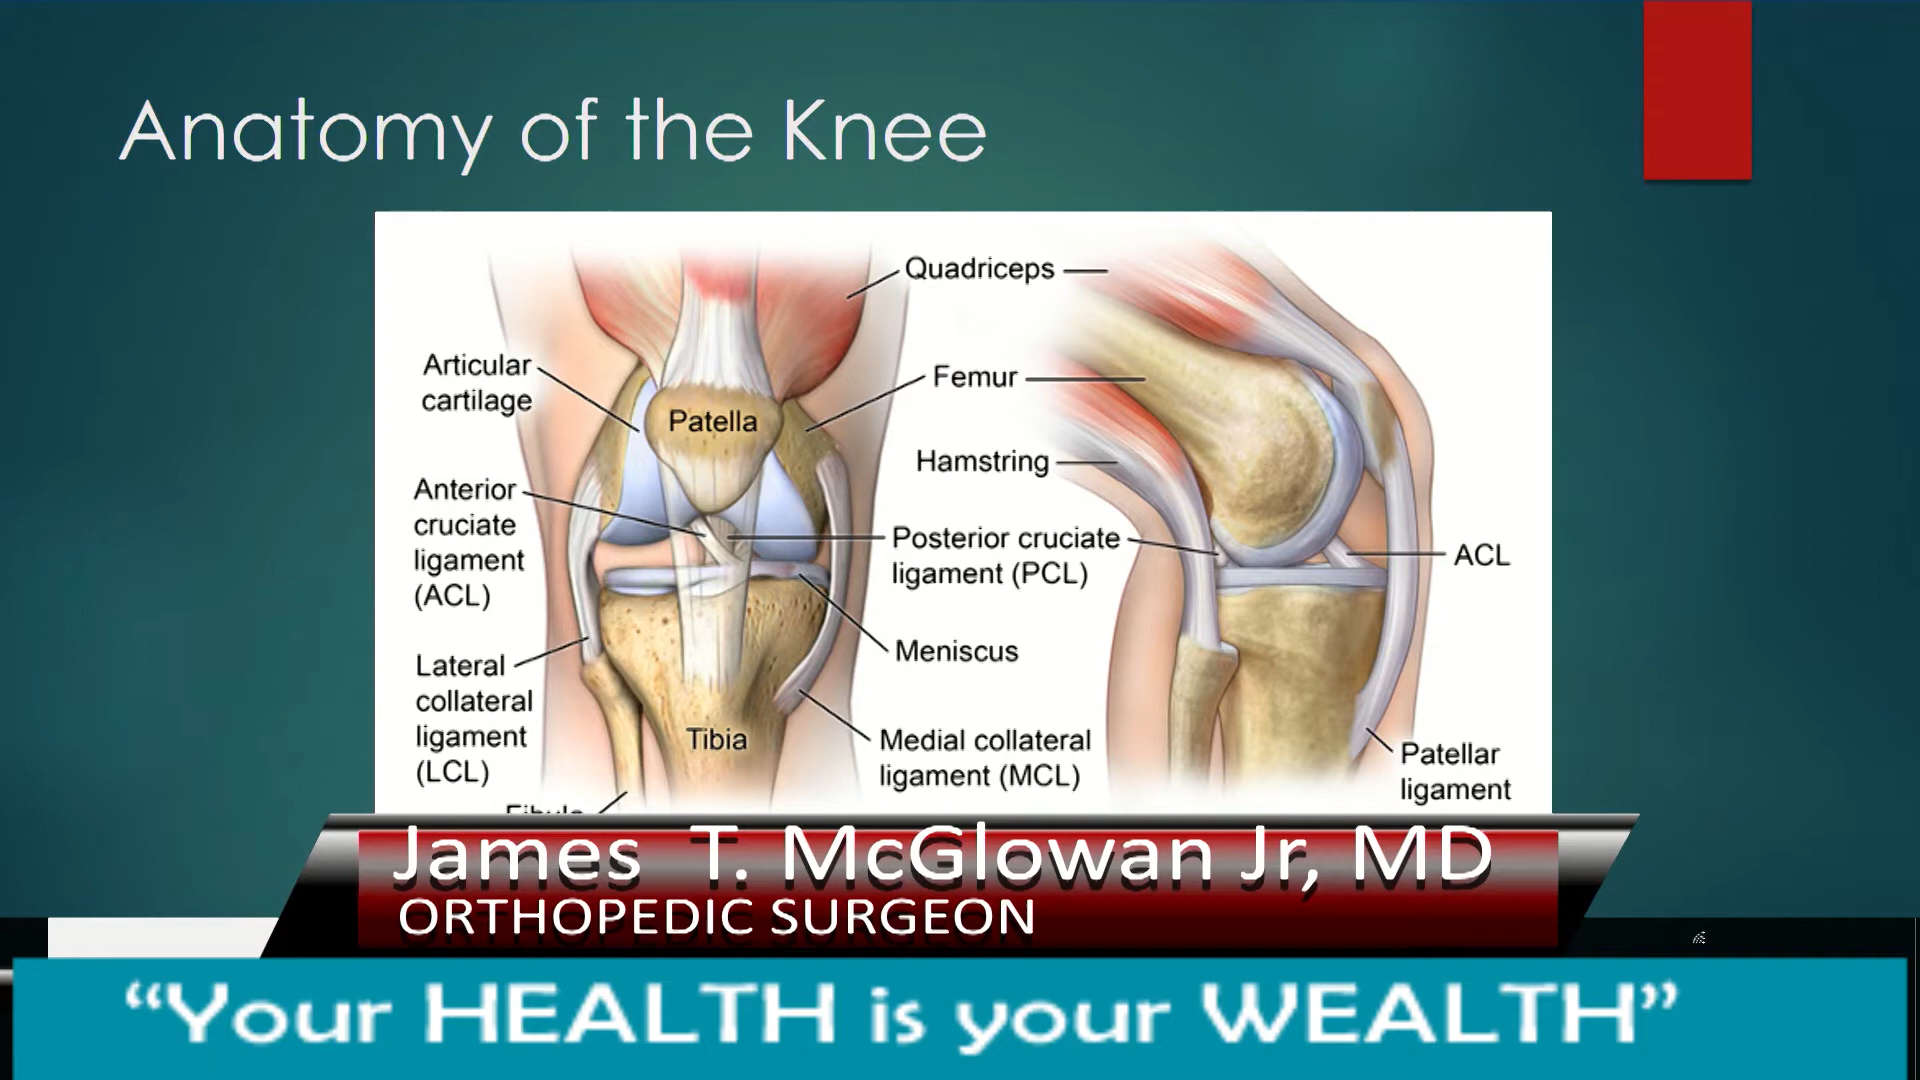 Anatomy of the Knee
Quadriceps
Articular
cartilage
Patella
Femur
Hamstring
Anterior
cruciate
ligament
(ACL)
Posterior cruciate
ligament (PCL)
ACL
Meniscus
Lateral
collateral
ligament
(LCL)
Tibia
Medial collateral
ligament (MCL)
Patellar
ligament
James T. McGlowan Jr, MD
ORTHOPEDIC SURGEON
“Your HEALTH is your WEALTH”